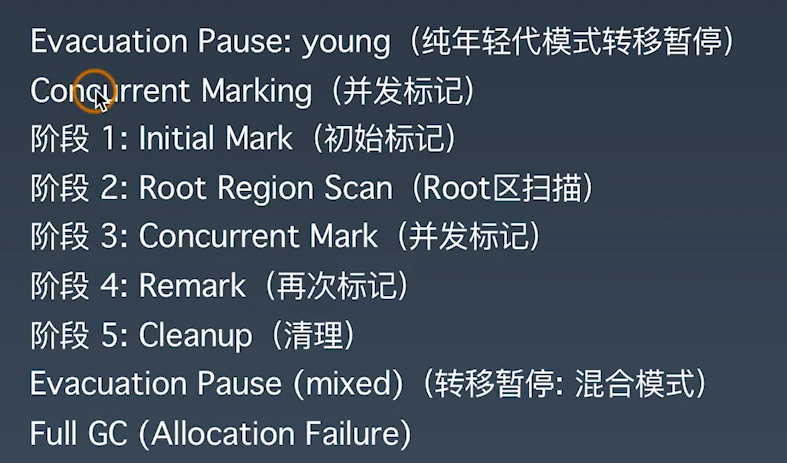 Evacuation Pause: young（纯年轻代模式转移暂停）
Concurrent Marking（并发标记）
阶段 1: Initial Mark（初始标记）
阶段 2: Root Region Scan（Root区扫描）
阶段 3: Concurrent Mark（并发标记）
阶段 4: Remark（再次标记）
阶段 5: Cleanup（清理）
Evacuation Pause (mixed)（转移暂停: 混合模式）
Full GC (Allocation Failure)